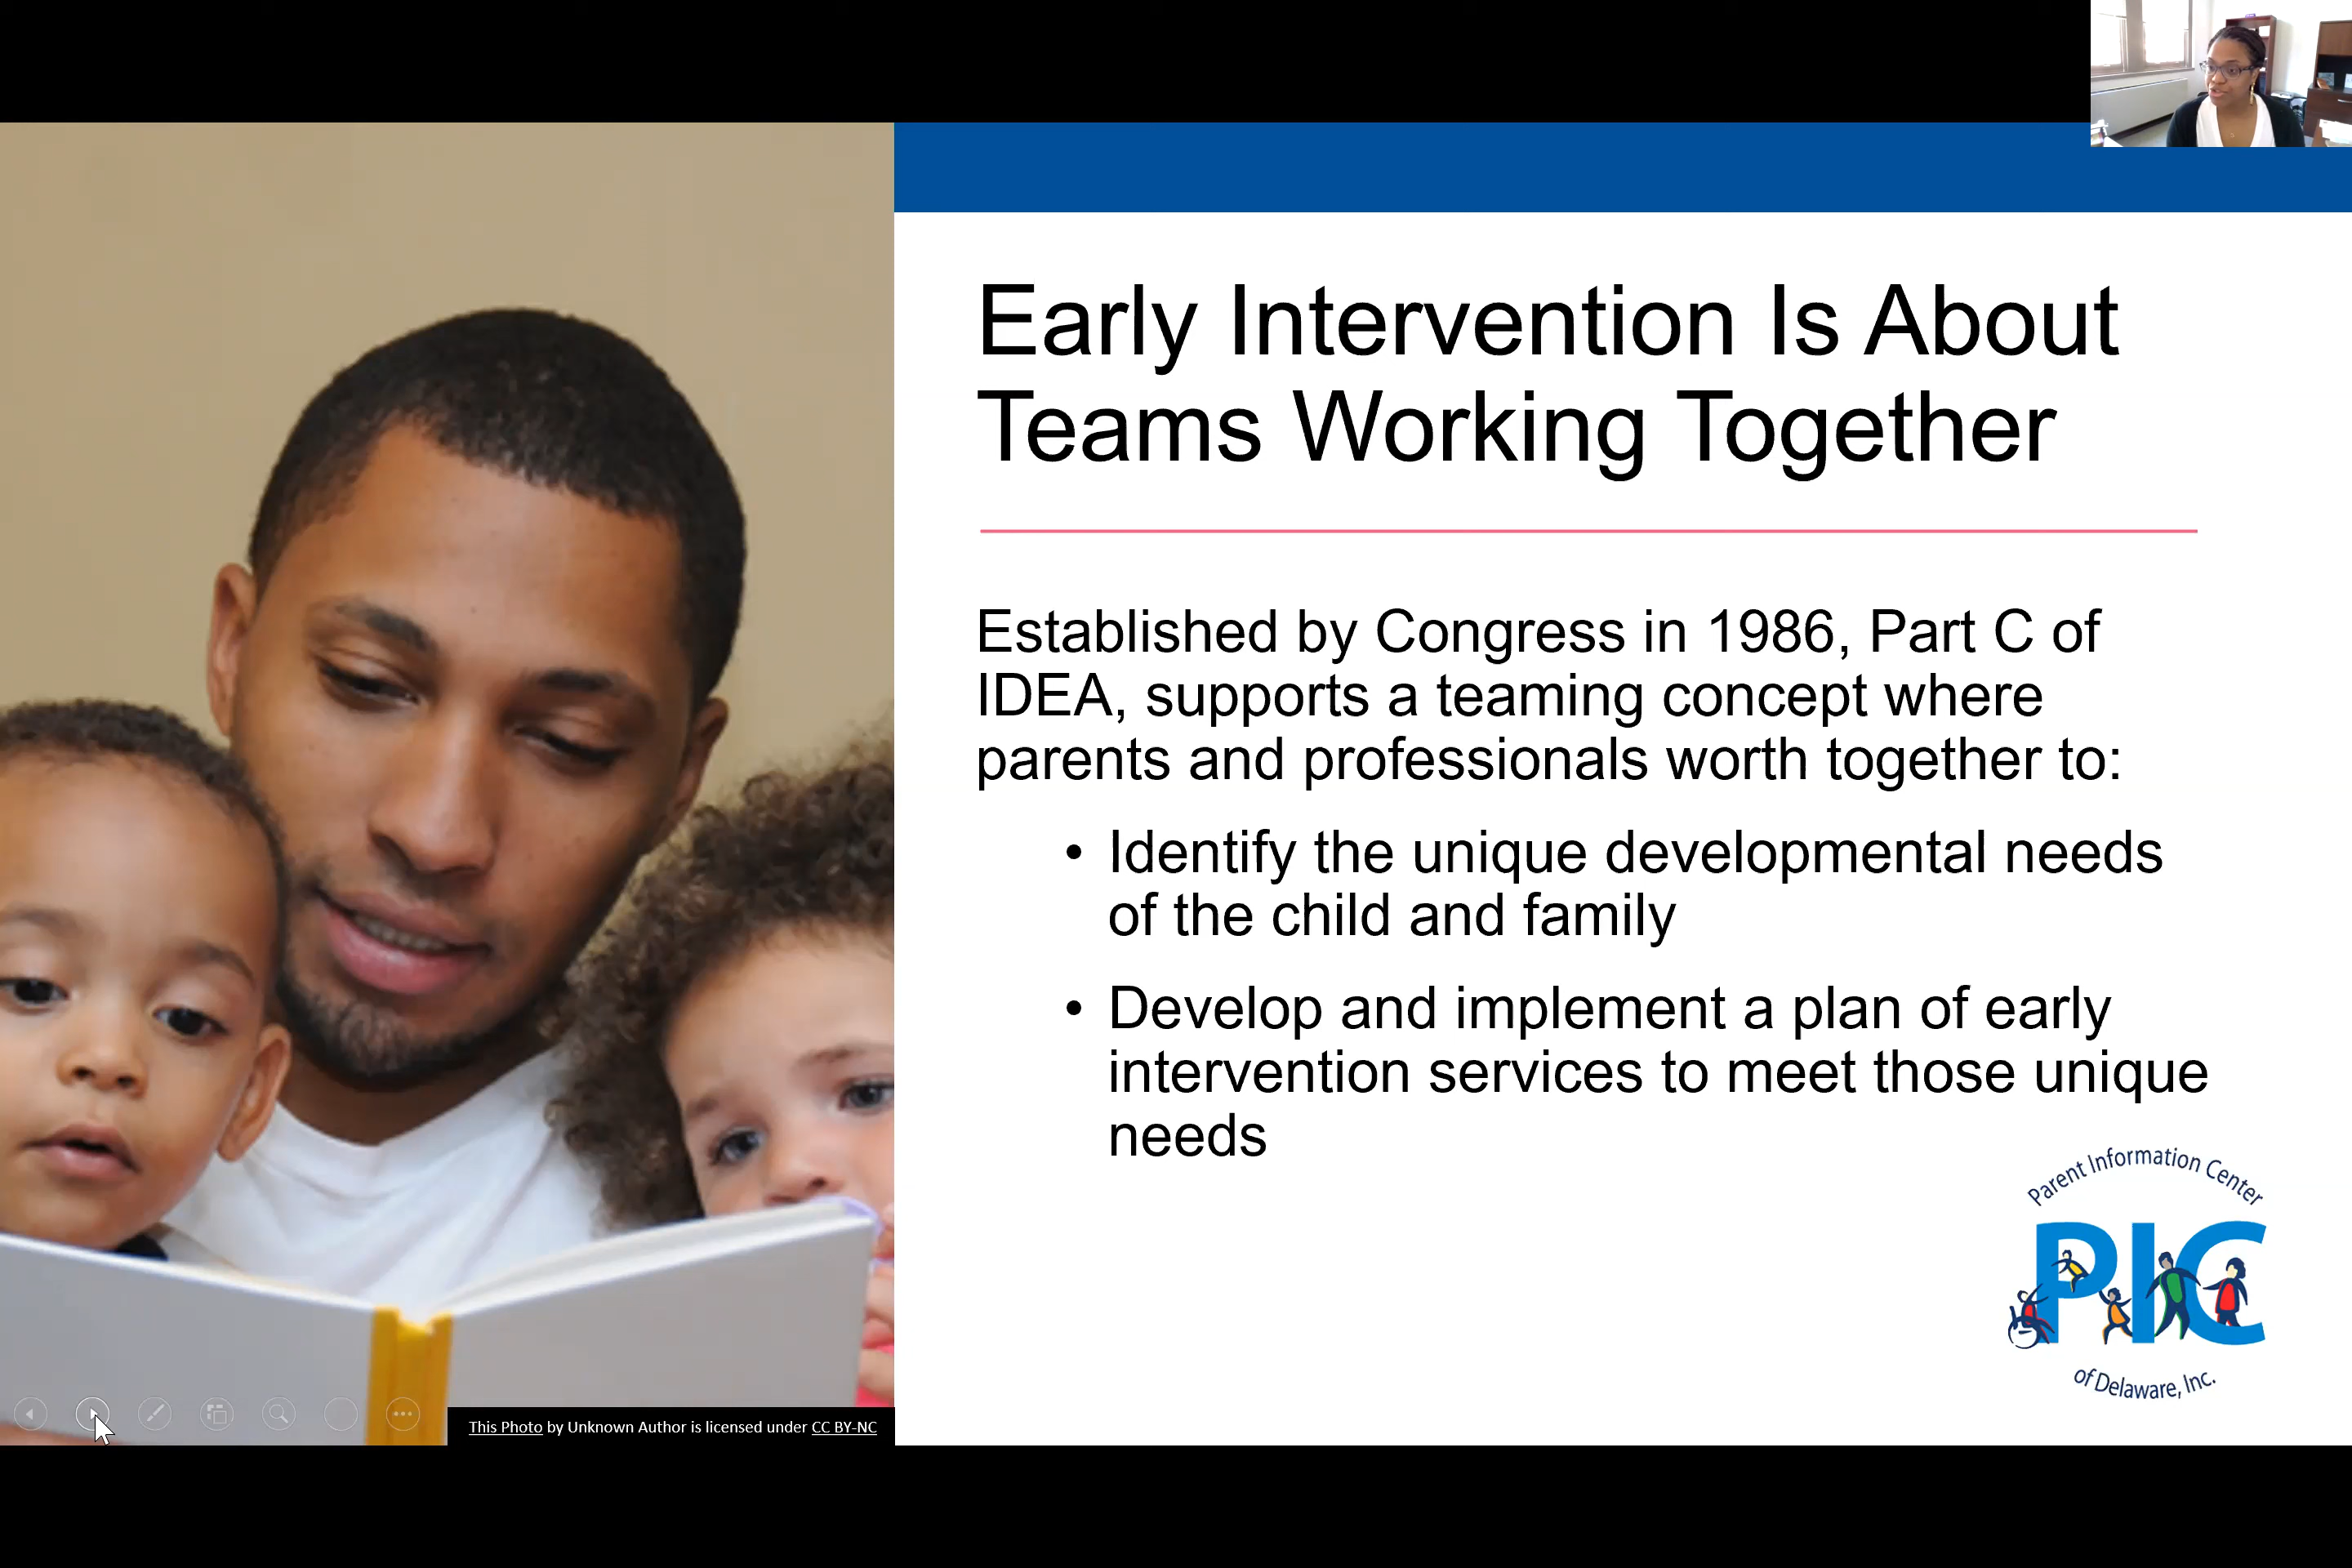 Early Intervention Is About
Teams Working Together
Established by Congress in 1986, Part C of
IDEA, supports a teaming concept where
parents and professionals worth together to:
• Identify the unique developmental needs
of the child and family
• Develop and implement a plan of early
intervention services to meet those unique
needs
Parent Information Center
PIC
of Delaware, Inc.
This Photo by Unknown Author is licensed under CC BY-NC